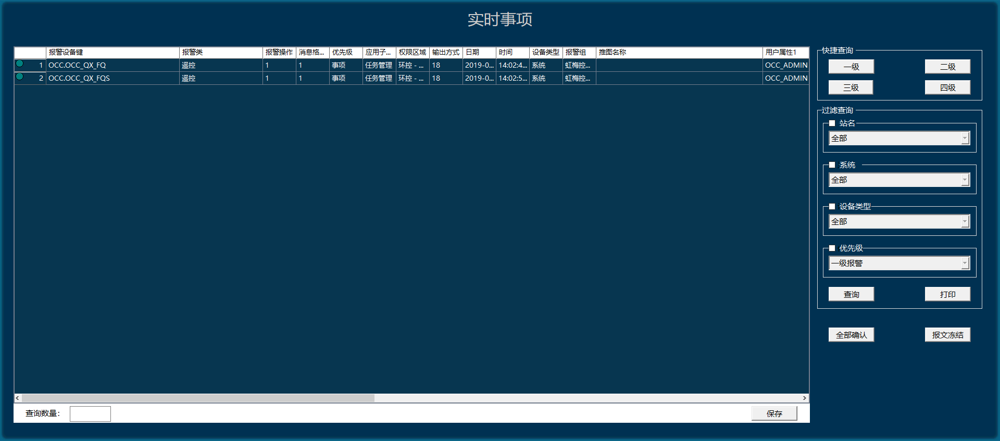 实时事项
报警设备键 报警类 报警操作 消息格... 优先级 应用子... 权限区域 输出方式 日期 时间 设备类型 报警组 推图名称 用户属性1
1 OCC.OCC_QX_FQ 遥控 1 1 事项 任务管理 环控 - ... 18 2019-0... 14:02:4... 系统 虹梅控... OCC_ADMIN
2 OCC.OCC_QX_FQS 遥控 1 1 事项 任务管理 环控 - ... 18 2019-0... 14:02:5... 系统 虹梅控... OCC_ADMIN
查询数量：
保存
快捷查询
一级 二级
三级 四级
过滤查询
站名
全部
系统
全部
设备类型
全部
优先级
一级报警
查询 打印
全部确认 报文冻结